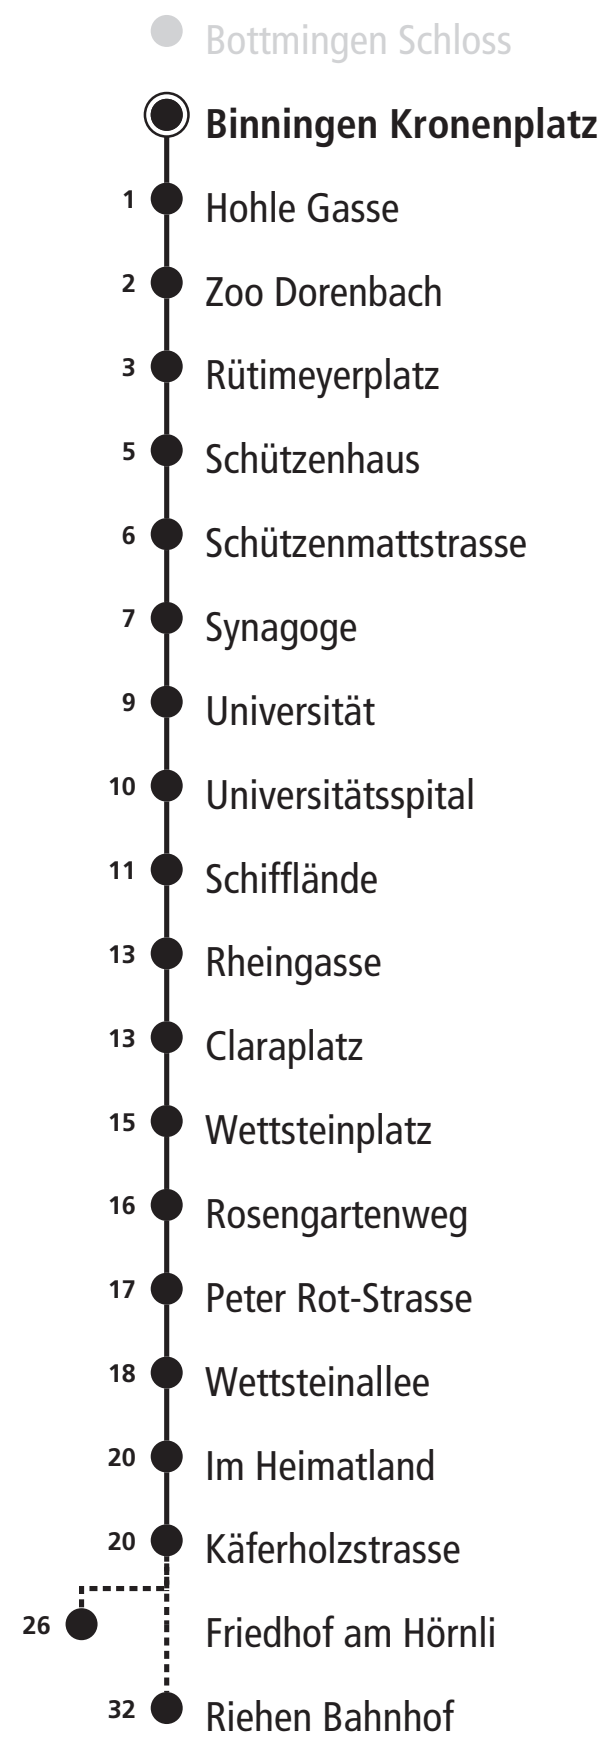 Bottmingen Schloss
Binningen Kronenplatz
1 Hohle Gasse
2 Zoo Dorenbach
3 Rütimeyerplatz
5 Schützenhaus
6 Schützenmattstrasse
7 Synagoge
9 Universität
10 Universitätsspital
11 Schifflände
13 Rheingasse
13 Claraplatz
15 Wettsteinplatz
16 Rosengartenweg
17 Peter Rot-Strasse
18 Wettsteinallee
20 Im Heimatland
20 Käferholzstrasse
26 Friedhof am Hörnli
32 Riehen Bahnhof